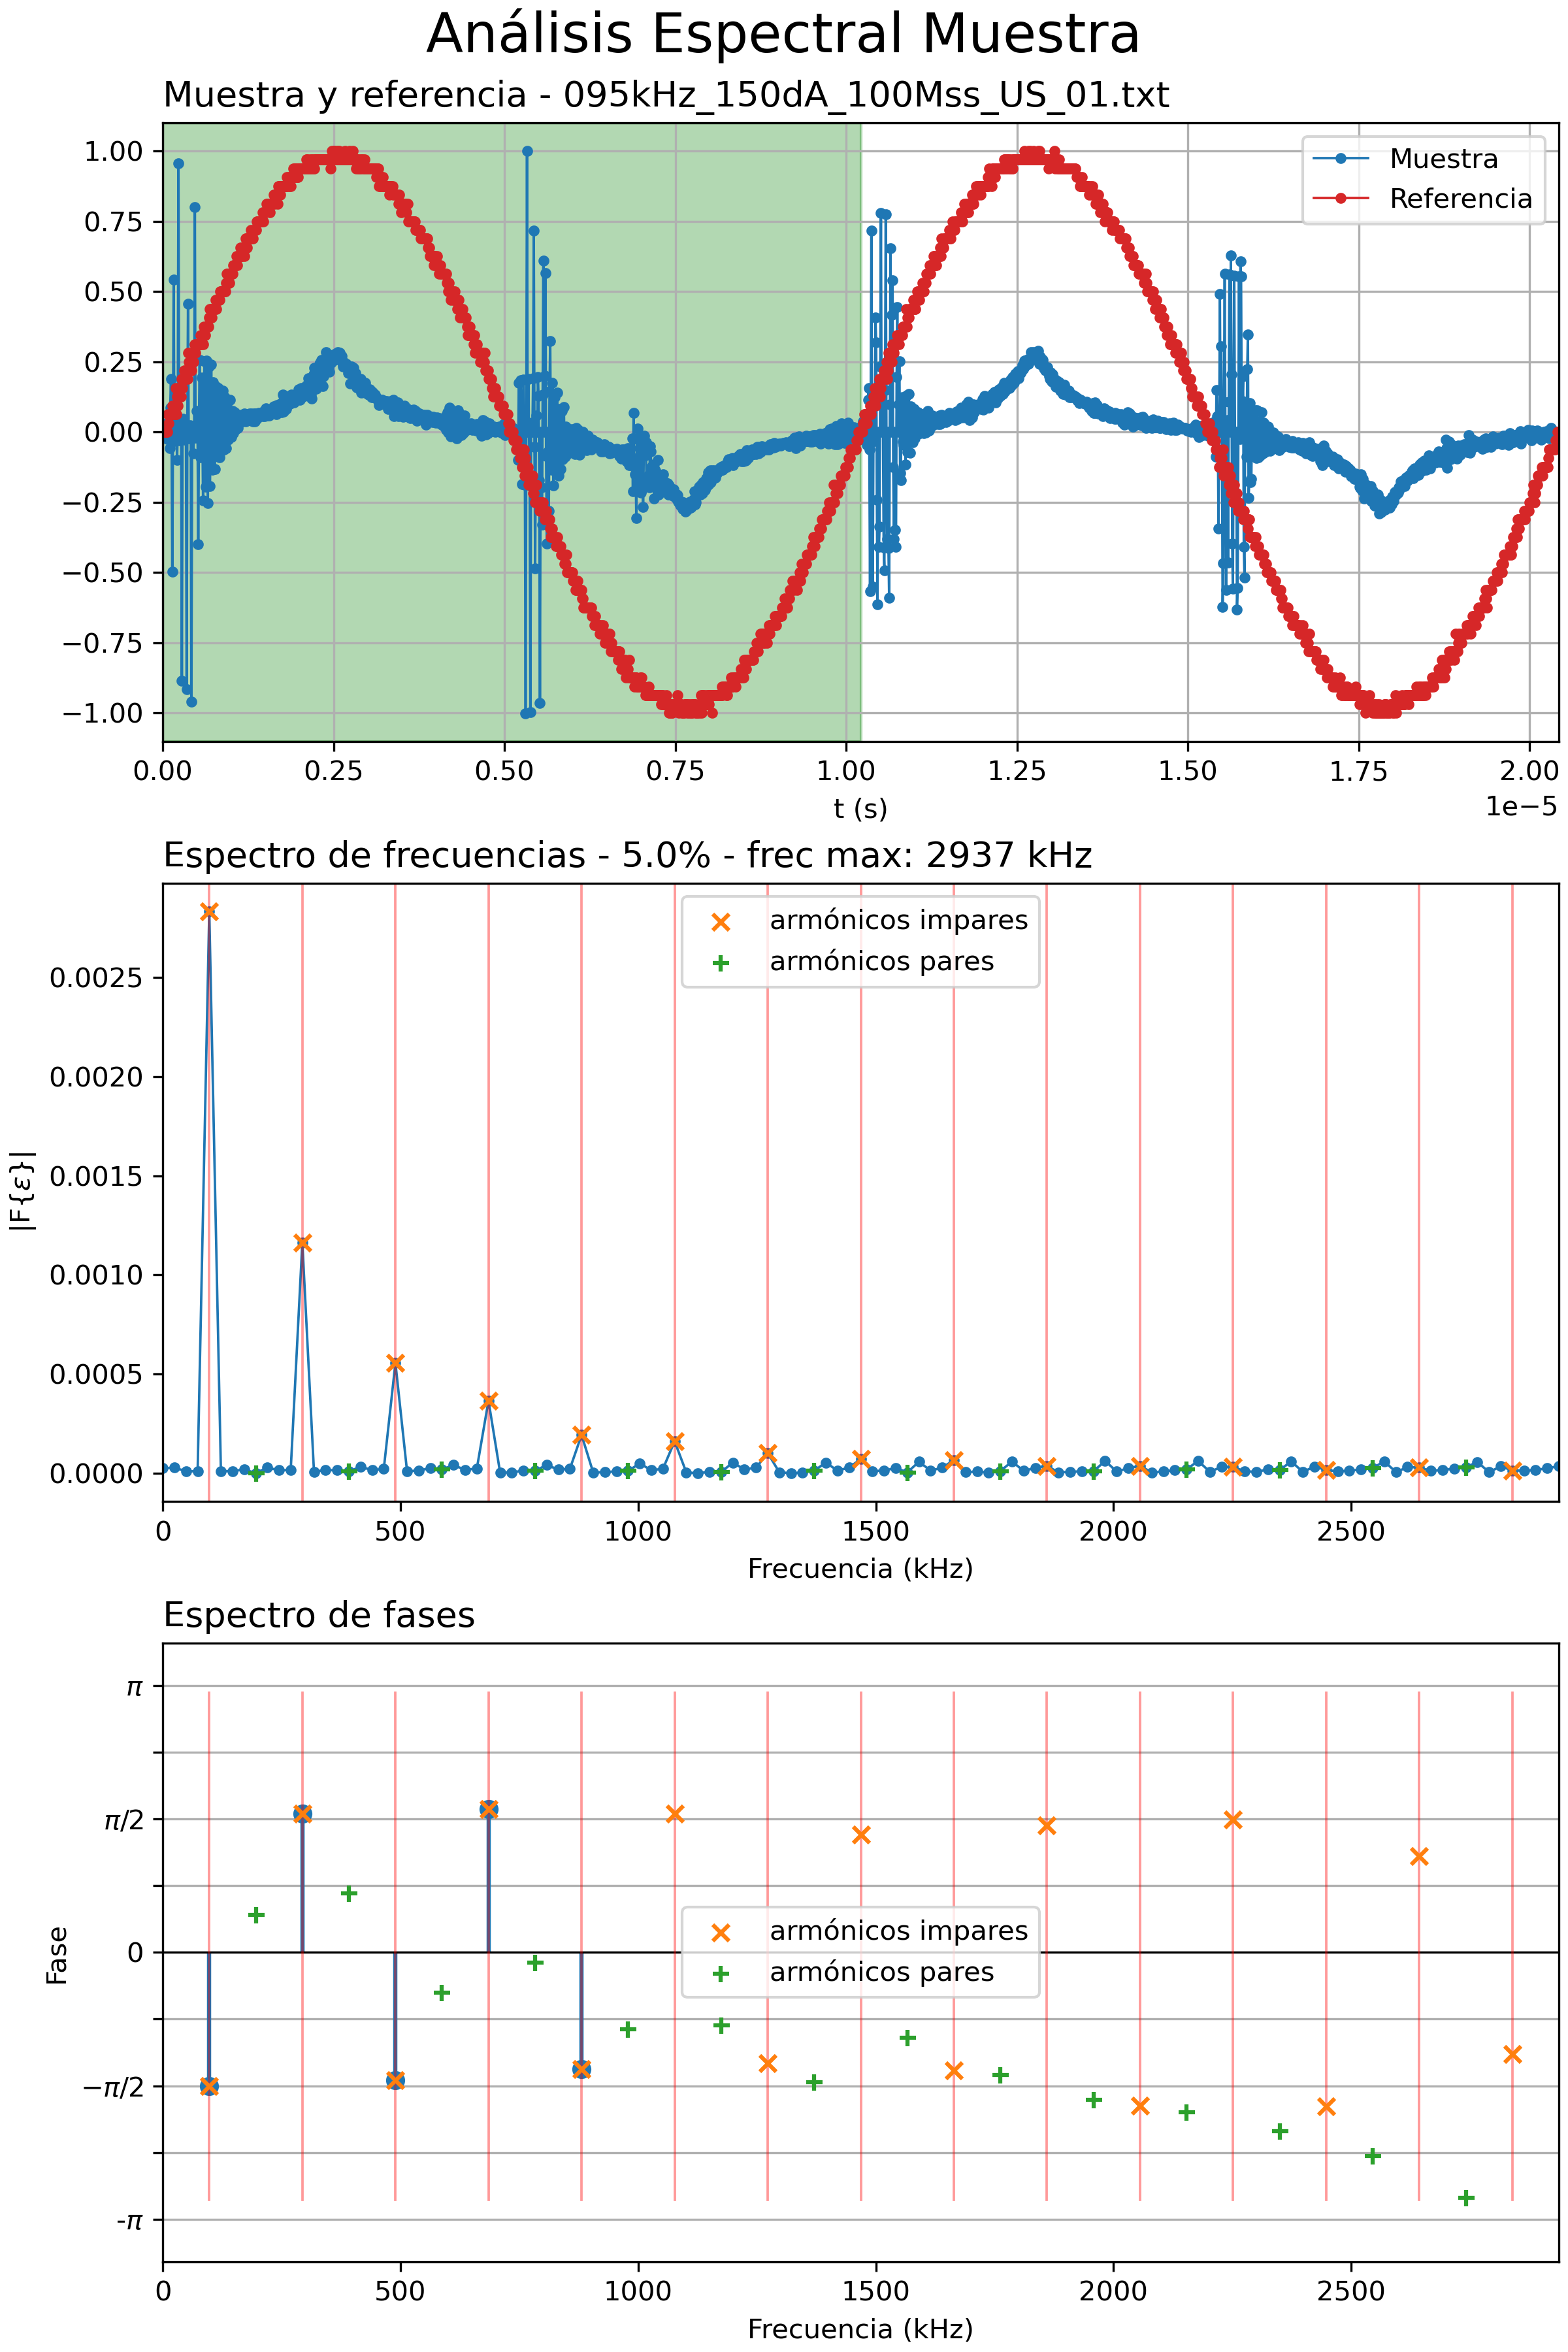 Análisis Espectral Muestra
Muestra y referencia - 095kHz_150dA_100Mss_US_01.txt
1.00
0.75
0.50
0.25
0.00
−0.25
−0.50
−0.75
−1.00
Muestra
Referencia
0.00 0.25 0.50 0.75 1.00 1.25 1.50 1.75 2.00
t (s)
1e−5
Espectro de frecuencias - 5.0% - frec max: 2937 kHz
|F{ε}|
0.0025
0.0020
0.0015
0.0010
0.0005
0.0000
armónicos impares
armónicos pares
0 500 1000 1500 2000 2500
Frecuencia (kHz)
Espectro de fases
Fase
π
π/2
0
−π/2
-π
armónicos impares
armónicos pares
0 500 1000 1500 2000 2500
Frecuencia (kHz)